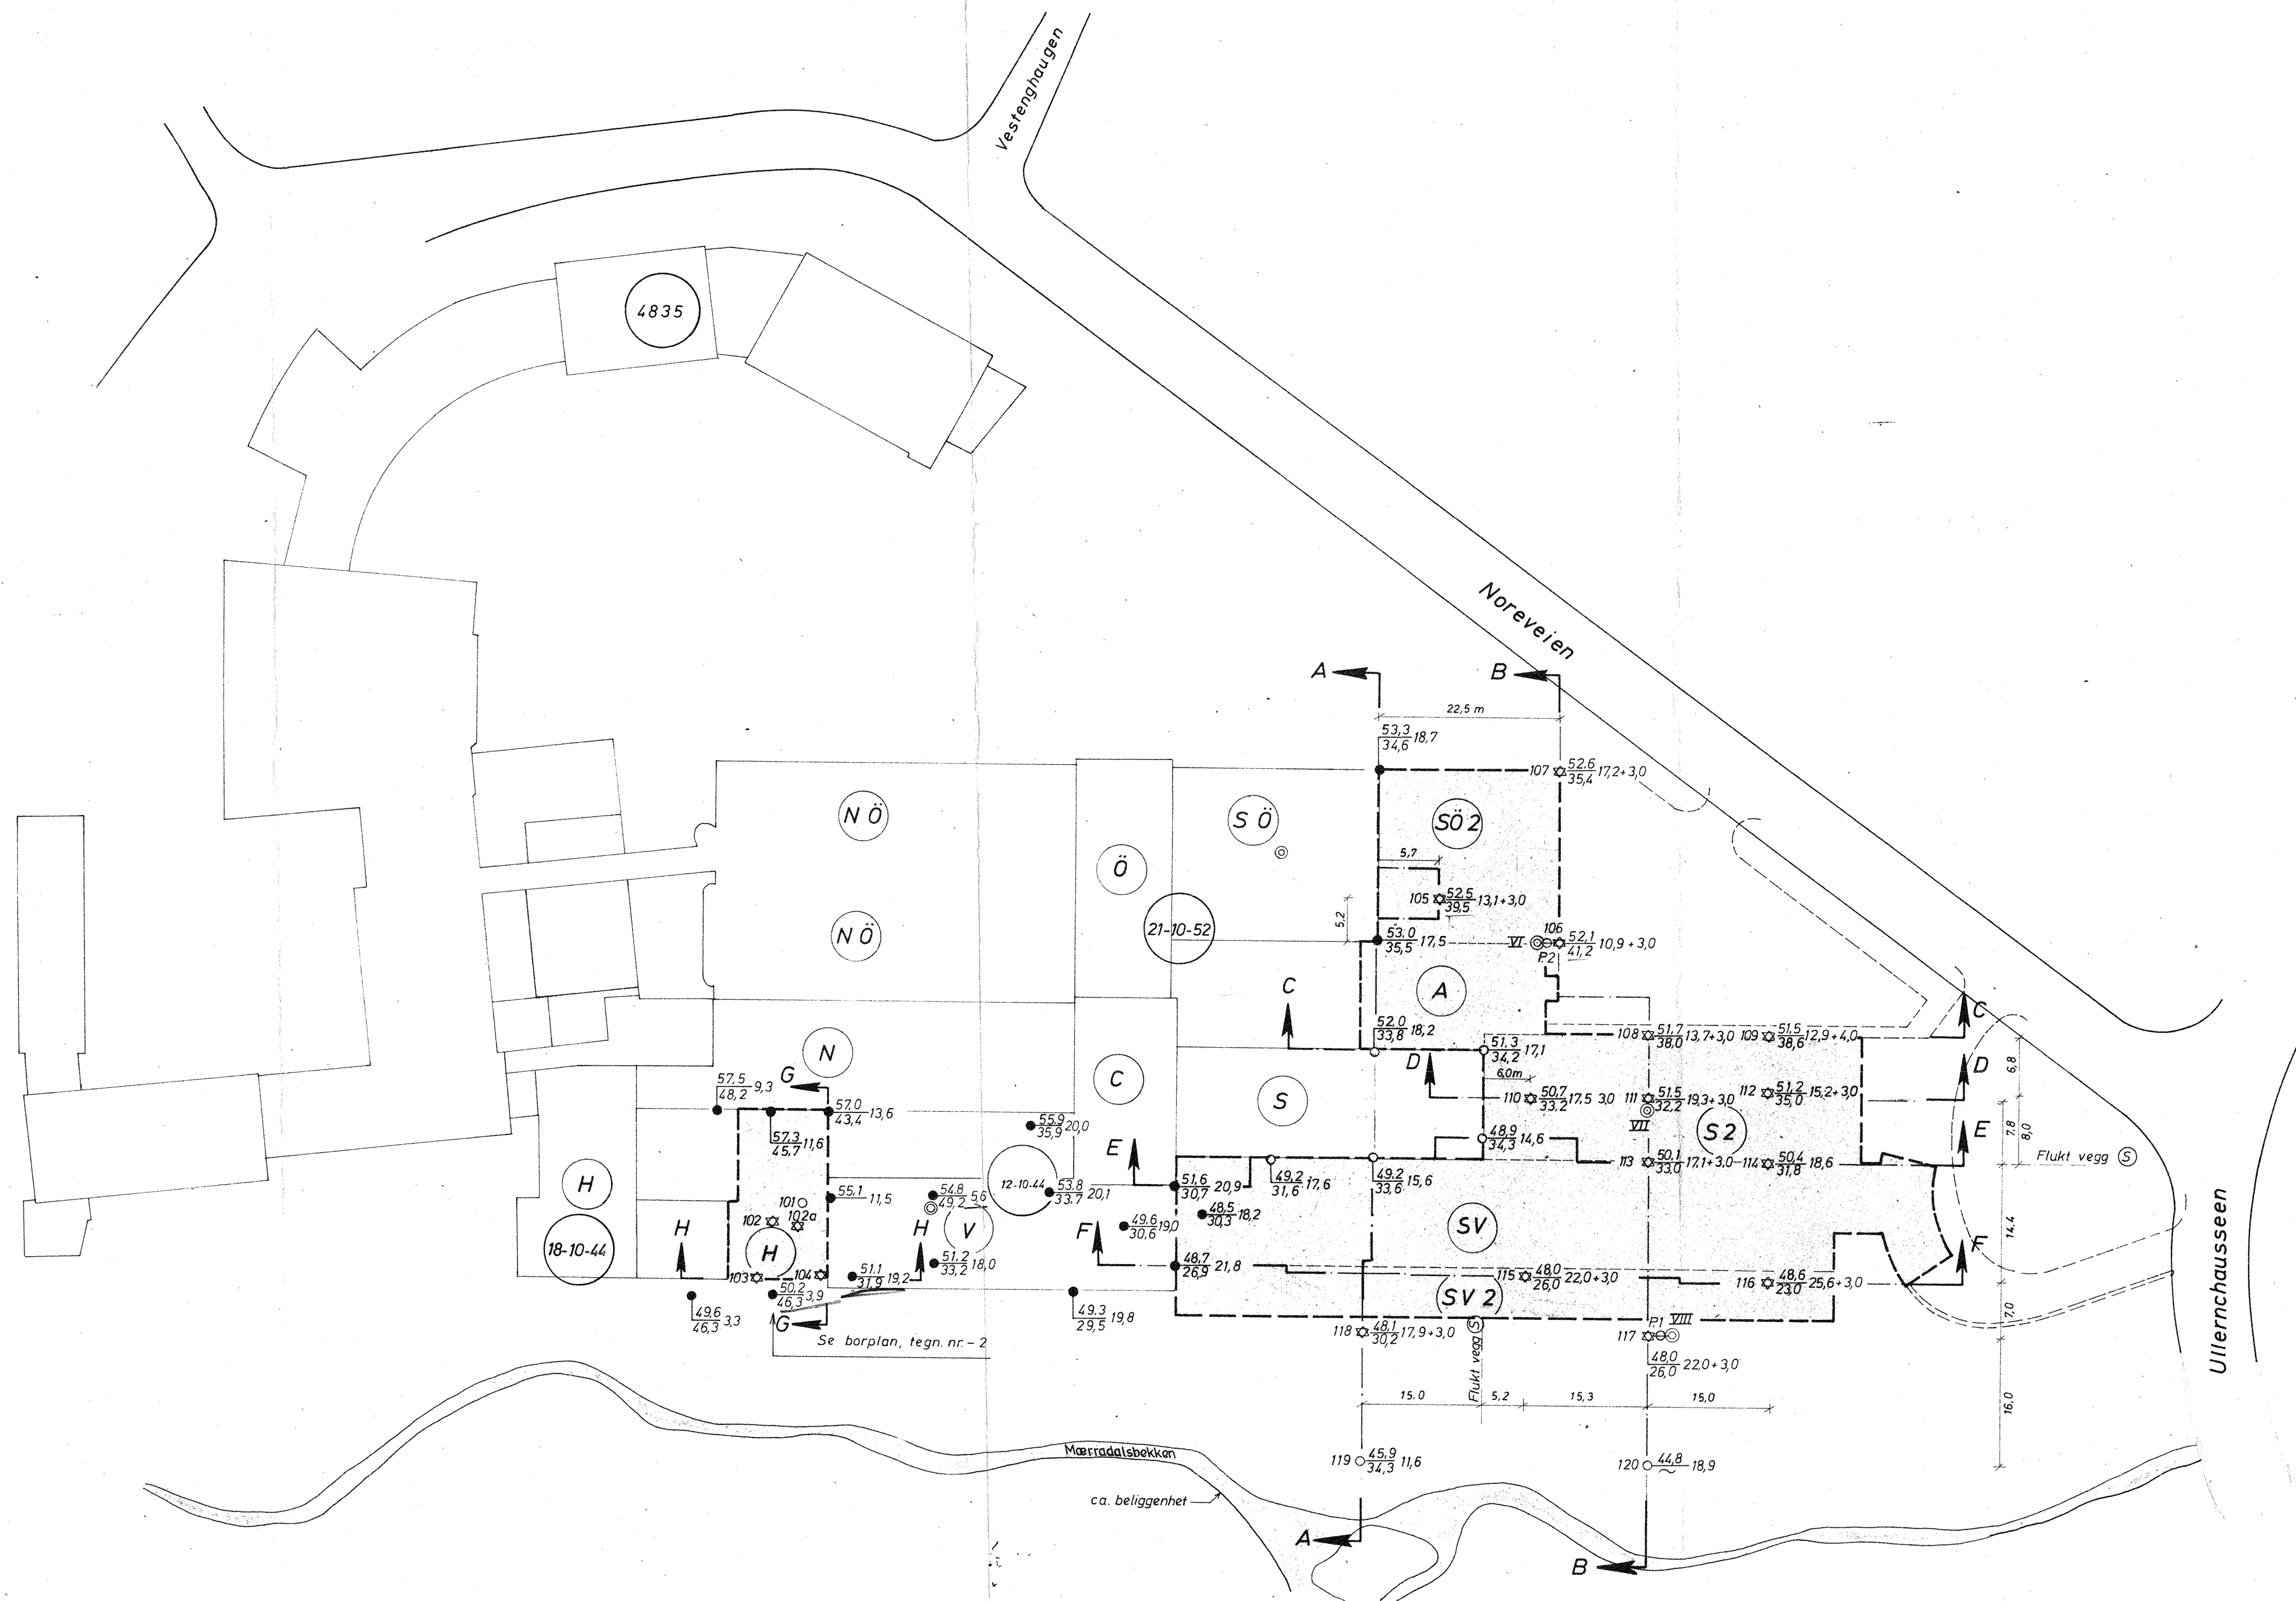 Vestenghaugen
4835
Noreveien
A
B
22,5 m
53,3
34,6 18,7
107 52.6
35,4 17,2+3,0
N Ö
S Ö
SÖ 2
Ö
5,7
105 52,5
39,5 13,1+3,0
5,2
21-10-52
N Ö
53,0
35,5 17,5
VI
106
52,1
41,2 10,9 + 3,0
P.2
C
A
C
52.0
33,8 18,2
N
51,3
34,2 17,1
108 51,7
38,0 13,7+3,0
109 51,5
38,6 12,9+4,0
D
D
6,8
G
C
6,0m
57,5
48,2 9,3
57,0
43,4 13,6
S
110 50,7
33,2 17,5 3,0
111 51,5
32,2 19,3+3,0
112 51,2
35,0 15,2+3,0
VII
55,9
35,9 20,0
57,3
45,7 11,6
E
48,9
34,3 14,6
S 2
E
7.8
8,0
Flukt vegg S
113 50,1
33,0 17,1+3,0
114 50,4
31,8 18,6
H
12-10-44
53,8
33,7 20,1
51,6
30,7 20,9
49,2
31,6 17,6
49,2
33,6 15,6
101
55,1 11,5
54,8
49,2 5,6
102
102a
48,5
30,3 18,2
H
H
V
49,6
30,6 19,0
F
SV
14.4
F
18-10-44
H
51,2
33,2 18,0
48,7
26,9 21,8
103
104
51.1
31,9 19,2
115 48,0
26,0 22,0+3,0
116 48,6
23,0 25,6+3,0
50,2
46,3 3,9
SV 2
49,6
46,3 3,3
49.3
29,5 19,8
7,0
G
Se borplan, tegn. nr. - 2
118 48,1
30,2 17,9+3,0
Flukt vegg S
P.1 VIII
117
48,0
26,0 22,0+3,0
Ullernchausseen
15.0
5,2
15,3
15,0
16.0
Mærradalsbekken
119 45,9
34,3 11,6
120 44,8
~ 18,9
ca. beliggenhet
A
B